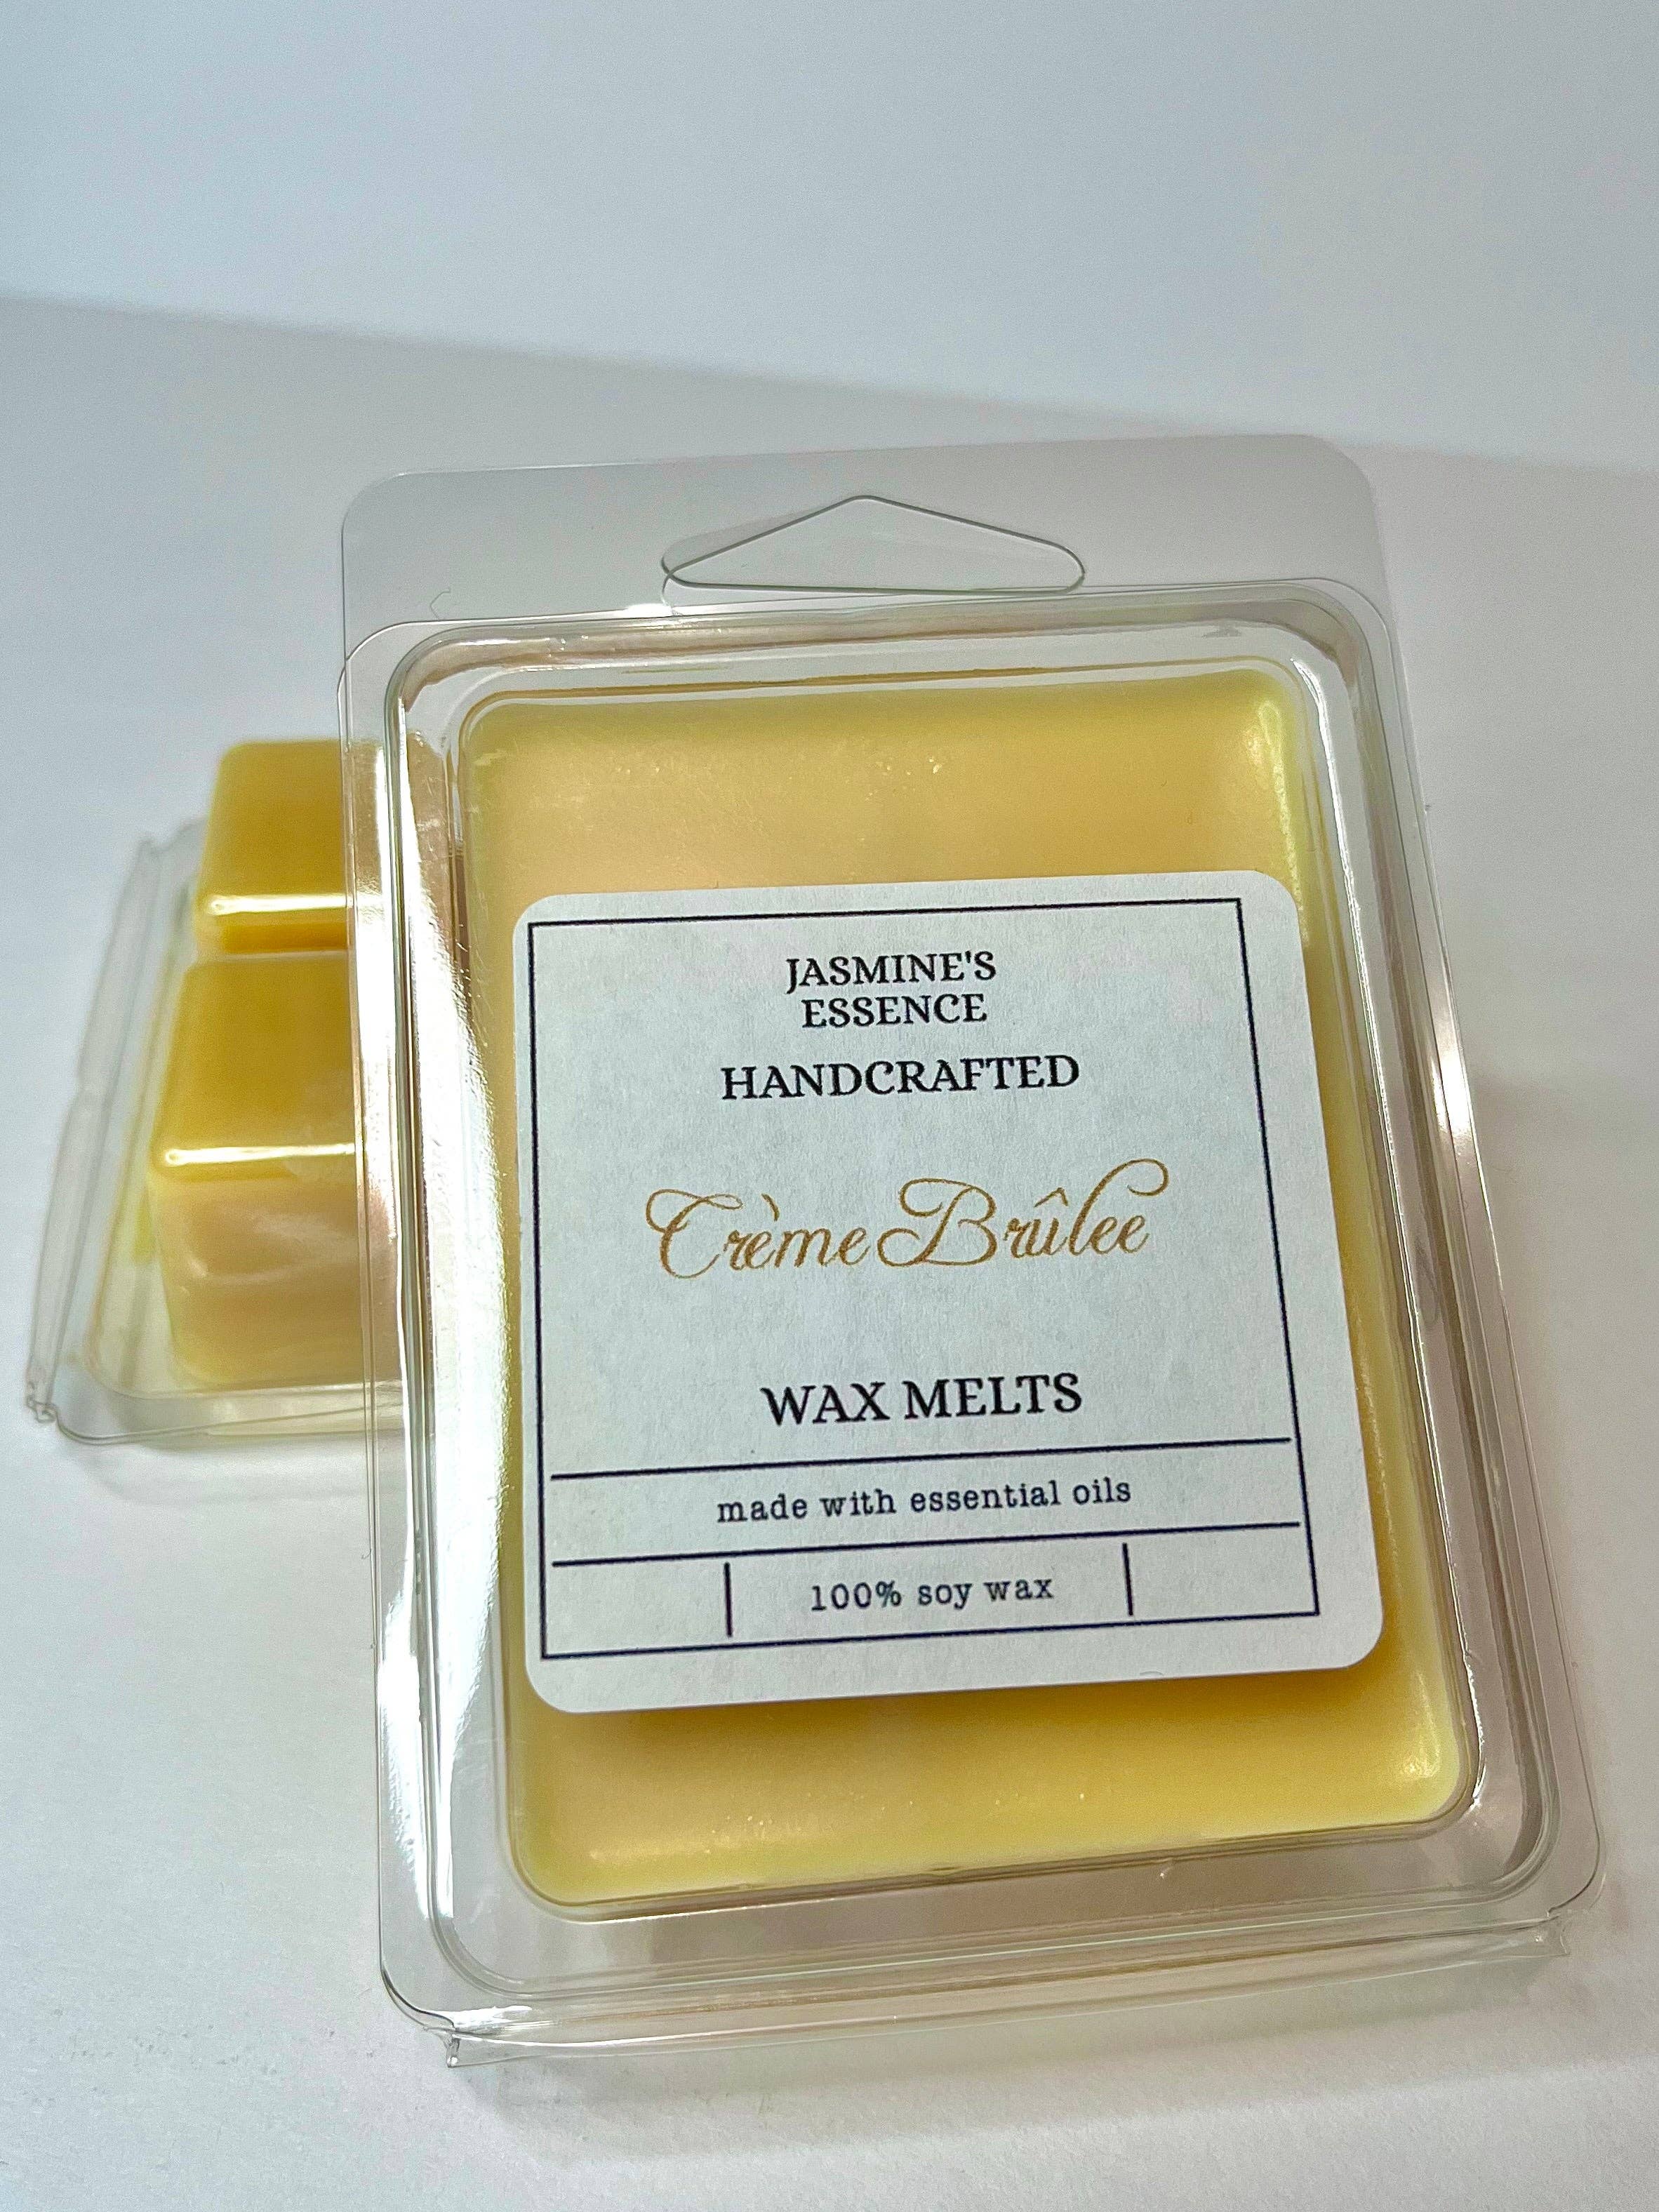 JASMINE'S
ESSENCE
HANDCRAFTED
Crème Brûlee
WAX MELTS
made with essential oils
100% soy wax